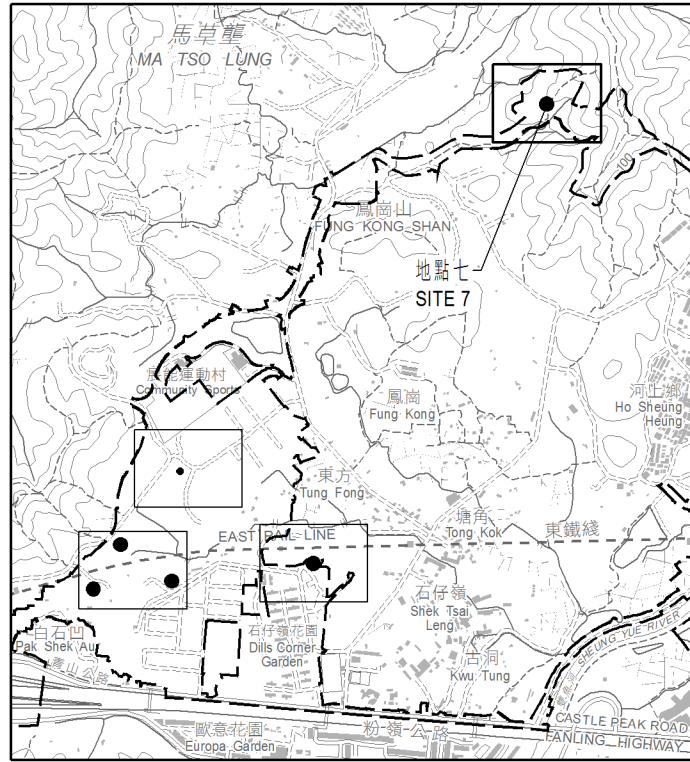 馬草壟
MA TSO LUNG
100
鳳崗山
FUNG KONG SHAN
地點七
SITE 7
Community Sports
鳳崗
Fung Kong
河上鄉
Ho Sheung
Heung
東方
Tung Fong
塘角
Tong Kok
東鐵綫
EAST RAIL LINE
石仔嶺
Shek Tsai
Leng
白石凹
Pak Shek Au
石仔嶺花園
Dills Corner
Garden
古洞
Kwu Tung
SHEUNG YUE RIVER
青山公路
歐意花園
Europa Garden
粉嶺公路
CASTLE PEAK ROAD
FANLING HIGHWAY